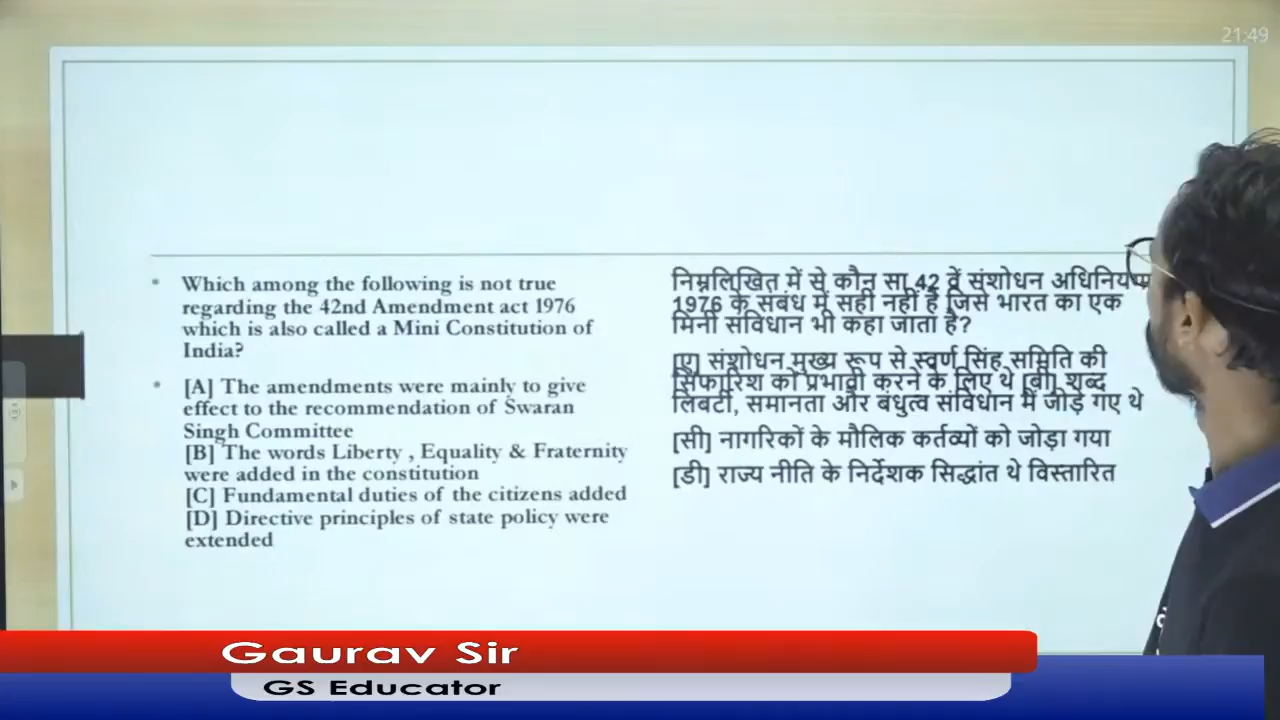 21:49
• Which among the following is not true
regarding the 42nd Amendment act 1976
which is also called a Mini Constitution of
India?
• [A] The amendments were mainly to give
effect to the recommendation of Swaran
Singh Committee
[B] The words Liberty , Equality & Fraternity
were added in the constitution
[C] Fundamental duties of the citizens added
[D] Directive principles of state policy were
extended
निम्नलिखित में से कौन सा 42 वें संशोधन अधिनियम
1976 के संबंध में सही नहीं है जिसे भारत का एक
मिनी संविधान भी कहा जाता है?
[ए] संशोधन मुख्य रूप से स्वर्ण सिंह समिति की
सिफारिश को प्रभावी करने के लिए थे [बी] शब्द
लिबर्टी, समानता और बंधुत्व संविधान में जोड़े गए थे
[सी] नागरिकों के मौलिक कर्तव्यों को जोड़ा गया
[डी] राज्य नीति के निर्देशक सिद्धांत थे विस्तारित
Gaurav Sir
GS Educator